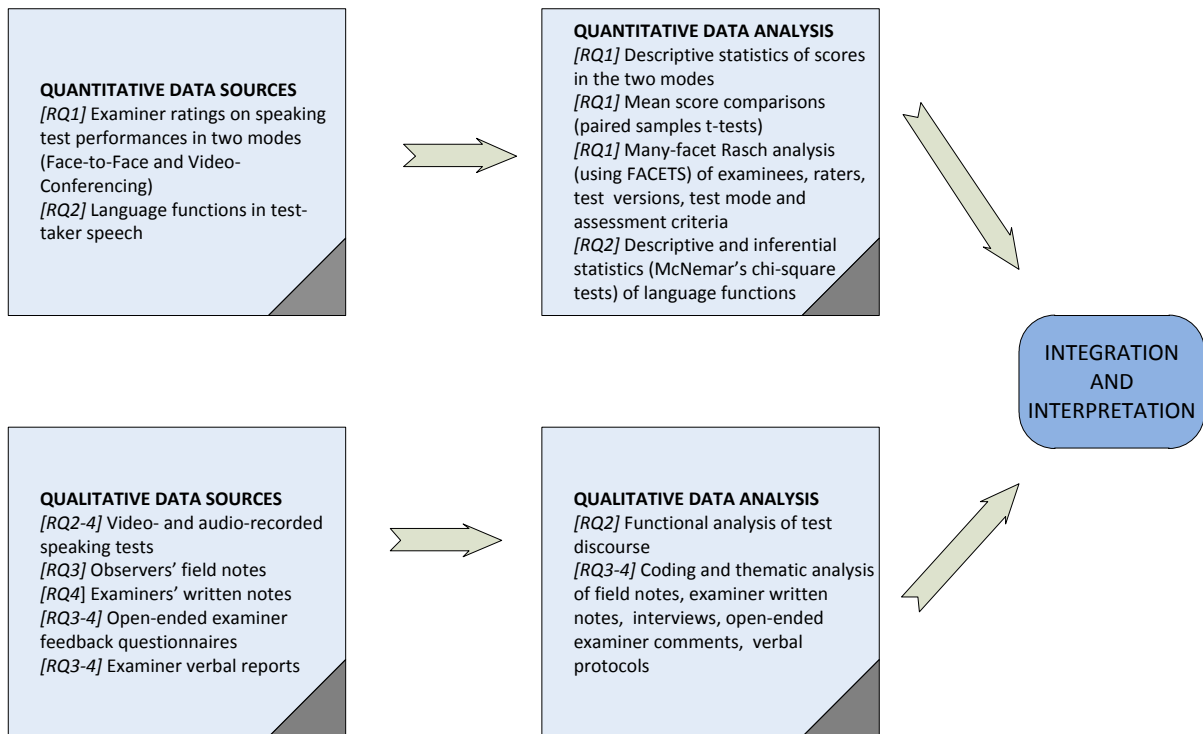 QUANTITATIVE DATA SOURCES
[RQ1] Examiner ratings on speaking
test performances in two modes
(Face-to-Face and Video-
Conferencing)
[RQ2] Language functions in test-
taker speech
QUANTITATIVE DATA ANALYSIS
[RQ1] Descriptive statistics of scores
in the two modes
[RQ1] Mean score comparisons
(paired samples t-tests)
[RQ1] Many-facet Rasch analysis
(using FACETS) of examinees, raters,
test versions, test mode and
assessment criteria
[RQ2] Descriptive and inferential
statistics (McNemar's chi-square
tests) of language functions
INTEGRATION
AND
INTERPRETATION
QUALITATIVE DATA SOURCES
[RQ2-4] Video- and audio-recorded
speaking tests
[RQ3] Observers' field notes
[RQ4] Examiners' written notes
[RQ3-4] Open-ended examiner
feedback questionnaires
[RQ3-4] Examiner verbal reports
QUALITATIVE DATA ANALYSIS
[RQ2] Functional analysis of test
discourse
[RQ3-4] Coding and thematic analysis
of field notes, examiner written
notes, interviews, open-ended
examiner comments, verbal
protocols